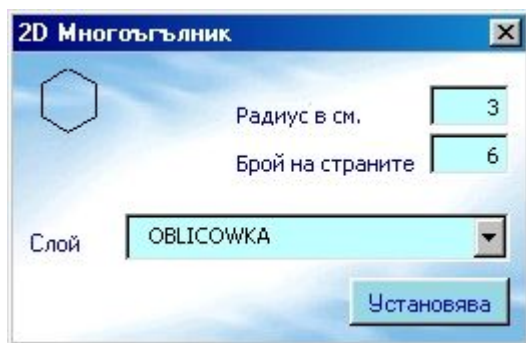 2D Многоъгълник
Радиус в см. 3
Брой на страните 6
Слой OBLICOWKA
Установява